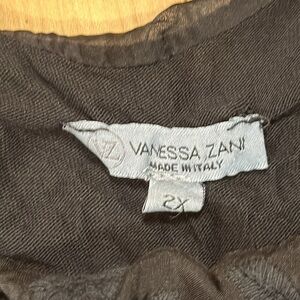 Z VANESSA ZANI
MADE IN ITALY
2X